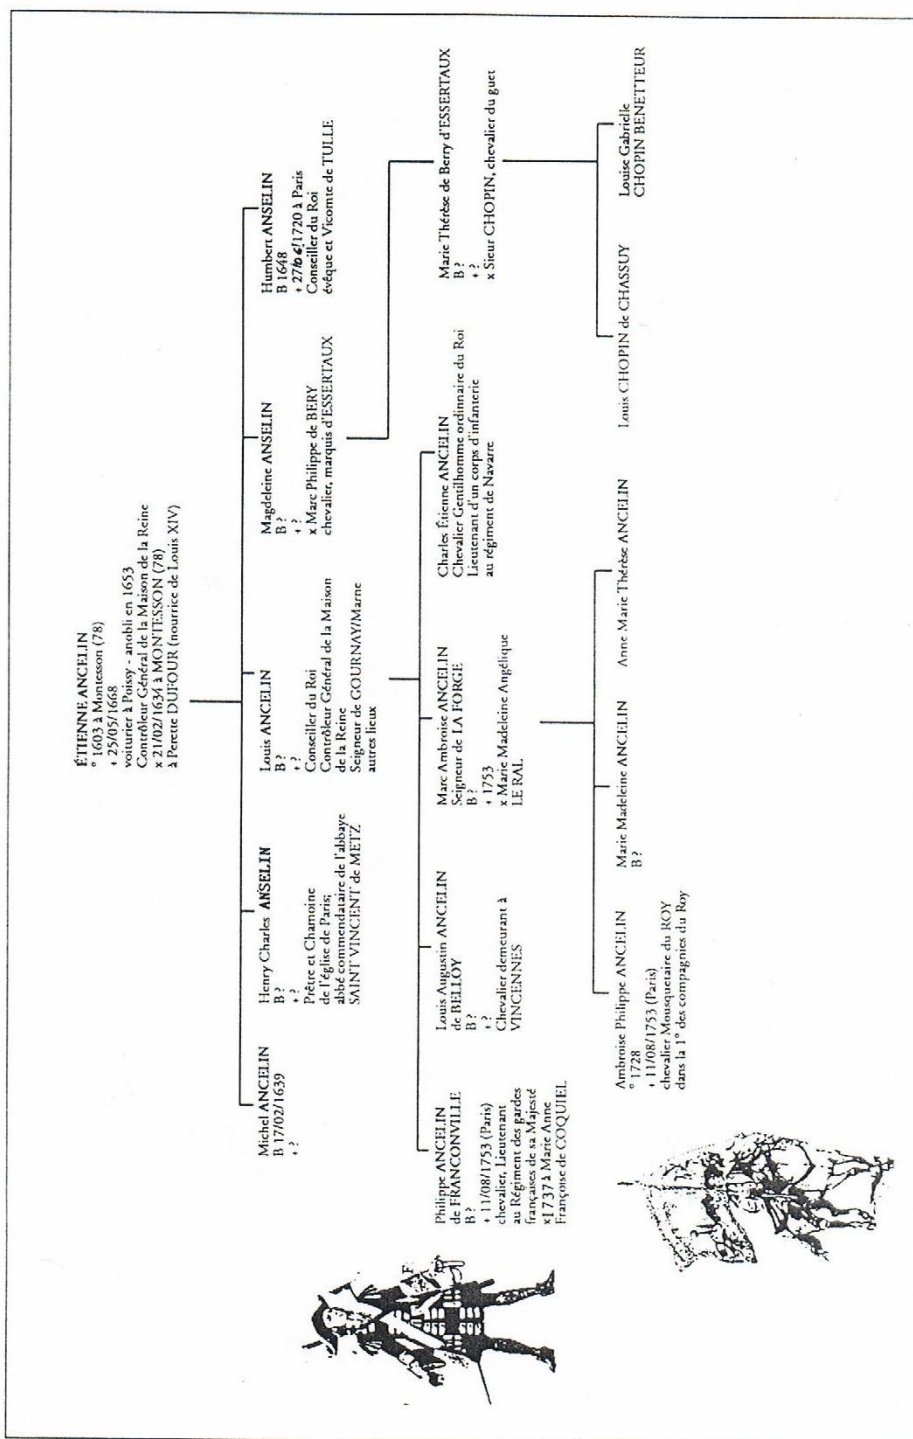 ÉTIENNE ANCELIN
° 1603 à Montesson (78)
+ 25/05/1668
voiturier à Poissy - anobli en 1653
Contrôleur Général de la Maison de la Reine
x 21/02/1634 à MONTESSON (78)
à Perette DUFOUR (nourrice de Louis XIV)
Michel ANCELIN
B 17/02/1639
+ ?
Henry Charles ANSELIN
B ?
+ ?
Prêtre et Chamoine
de l'église de Paris;
abbé commendataire de l'abbaye
SAINT VINCENT de METZ
Louis ANCELIN
B ?
+ ?
Conseiller du Roi
Contrôleur Général de la Maison
de la Reine
Seigneur de GOURNAY/Marne
autres lieux
Magdeleine ANSELIN
B ?
+ ?
x Marc Philippe de BERY
chevalier, marquis d'ESSERTAUX
Humbert ANSELIN
B 1648
+ 27/06/1720 à Paris
Conseiller du Roi
évêque et Vicomte de TULLE
Philippe ANCELIN
de FRANCONVILLE
B ?
+ 11/08/1753 (Paris)
chevalier, Lieutenant
au Régiment des gardes
françaises de sa Majesté
x1737 à Marie Anne
Françoise de COQUIEL
Louis Augustin ANCELIN
de BELLOY
B ?
+ ?
Chevalier demeurant à
VINCENNES
Marc Ambroise ANCELIN
Seigneur de LA FORGE
B ?
+ 1753
x Marie Madeleine Angélique
LE RAL
Charles Étienne ANCELIN
Chevalier Gentilhomme ordinnaire du Roi
Lieutenant d'un corps d'infanterie
au régiment de Navarre
Marie Thérèse de Berry d'ESSERTAUX
B ?
+ ?
x Sieur CHOPIN, chevalier du guet
Ambroise Philippe ANCELIN
° 1728
+ 11/08/1753 (Paris)
chevalier Mousquetaire du ROY
dans la 1° des compagnies du Roy
Marie Madeleine ANCELIN
B ?
Anne Marie Thérèse ANCELIN
Louis CHOPIN de CHASSUY
Louise Gabrielle
CHOPIN BENETTEUR